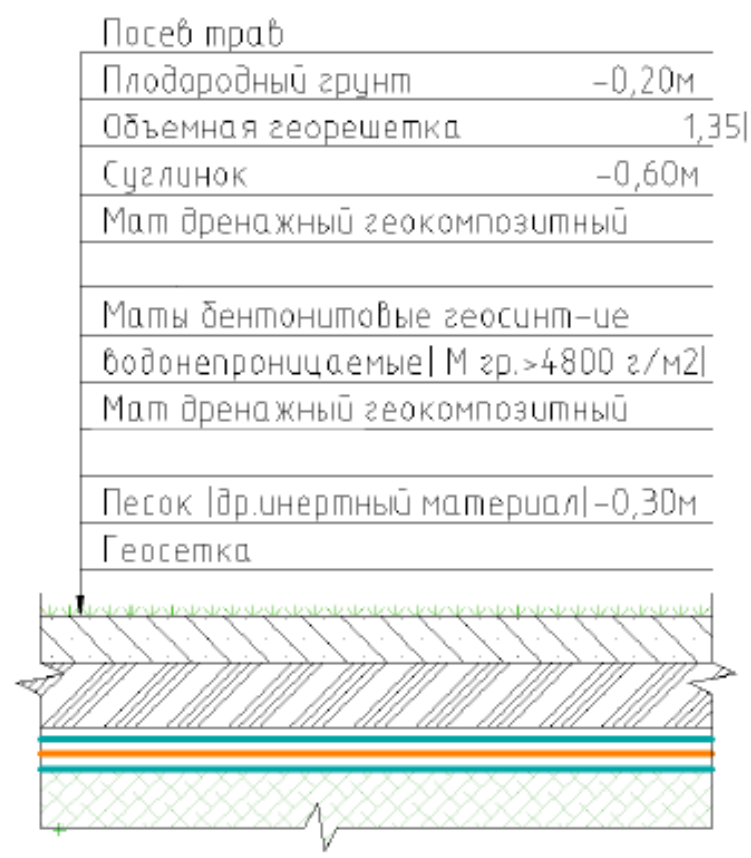 Посев трав
Плодородный грунт -0,20м
Объемная георешетка 1,35|
Суглинок -0,60м
Мат дренажный геокомпозитный
Маты бентонитовые геосинт-ие
водонепроницаемые| М гр.>4800 г/м2|
Мат дренажный геокомпозитный
Песок |др.инертный материал|-0,30м
Геосетка